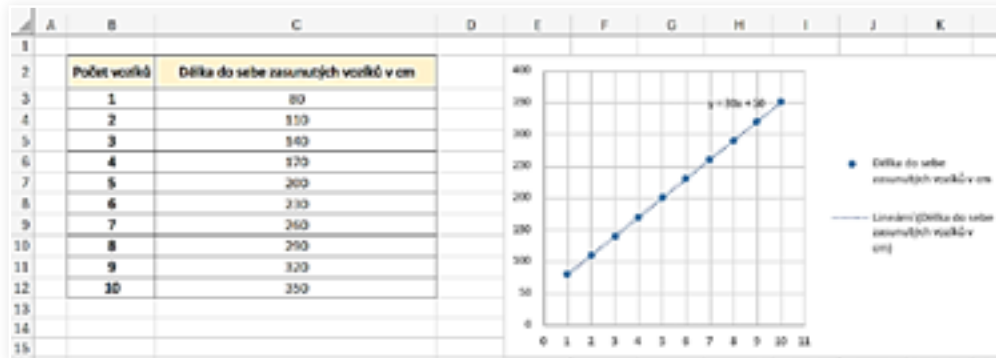 A B C D E F G H I J K
1
2 Počet vozíků Délka do sebe zasunutých vozíků v cm
3 1 80
4 2 110
5 3 140
6 4 170
7 5 200
8 6 230
9 7 260
10 8 290
11 9 320
12 10 350
13
14
15
400
350
300
250
200
150
100
50
0
0 1 2 3 4 5 6 7 8 9 10 11
y = 30x + 50
Délka do sebe
zasunutých vozíků v cm
Lineární (Délka do sebe
zasunutých vozíků v
cm)